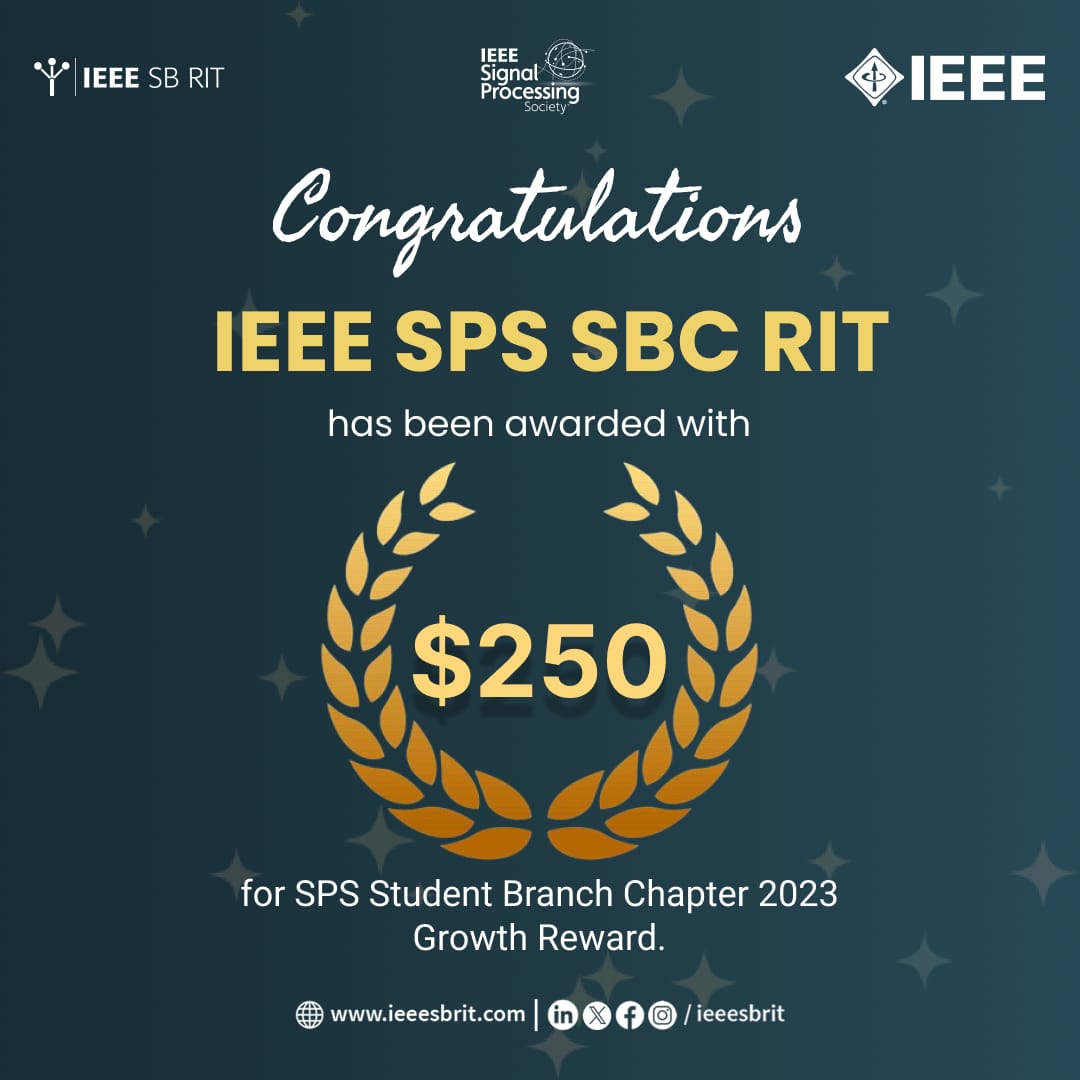 IEEE SB RIT
IEEE
Signal
Processing
Society
IEEE
Congratulations
IEEE SPS SBC RIT
has been awarded with
$250
for SPS Student Branch Chapter 2023
Growth Reward.
www.ieeesbrit.com | in X f / ieeesbrit